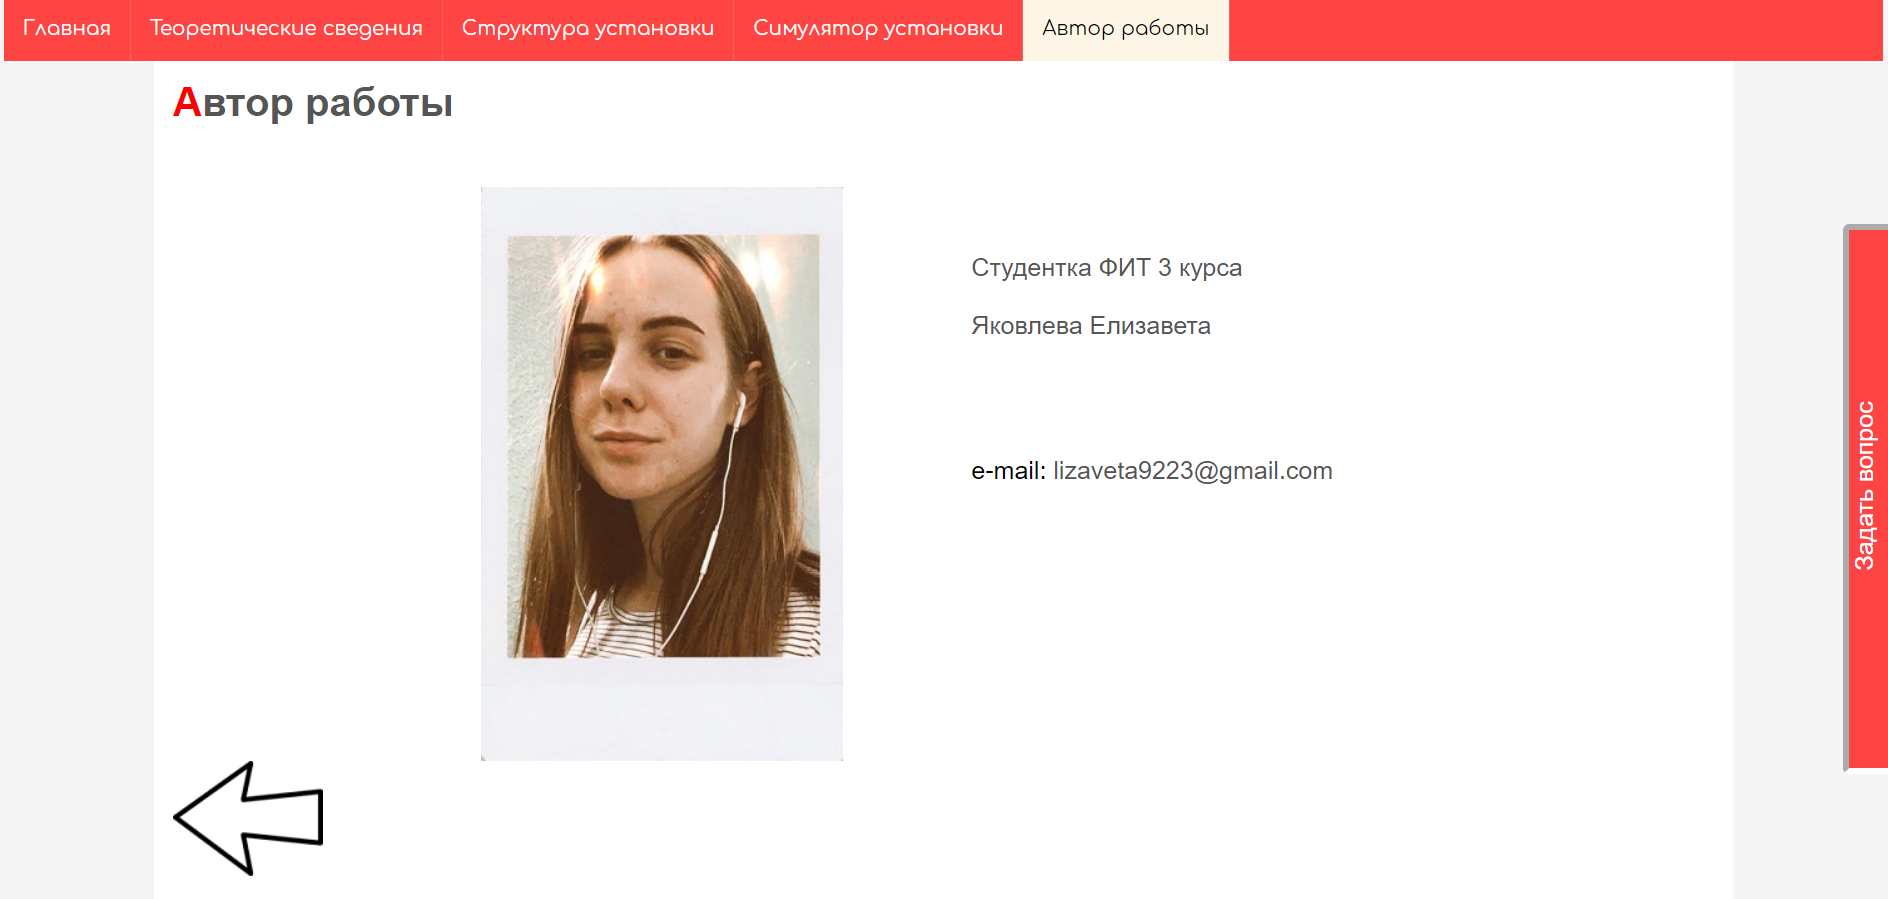 Главная Теоретические сведения Структура установки Симулятор установки Автор работы
Автор работы
Студентка ФИТ 3 курса
Яковлева Елизавета
e-mail: lizaveta9223@gmail.com
Задать вопрос